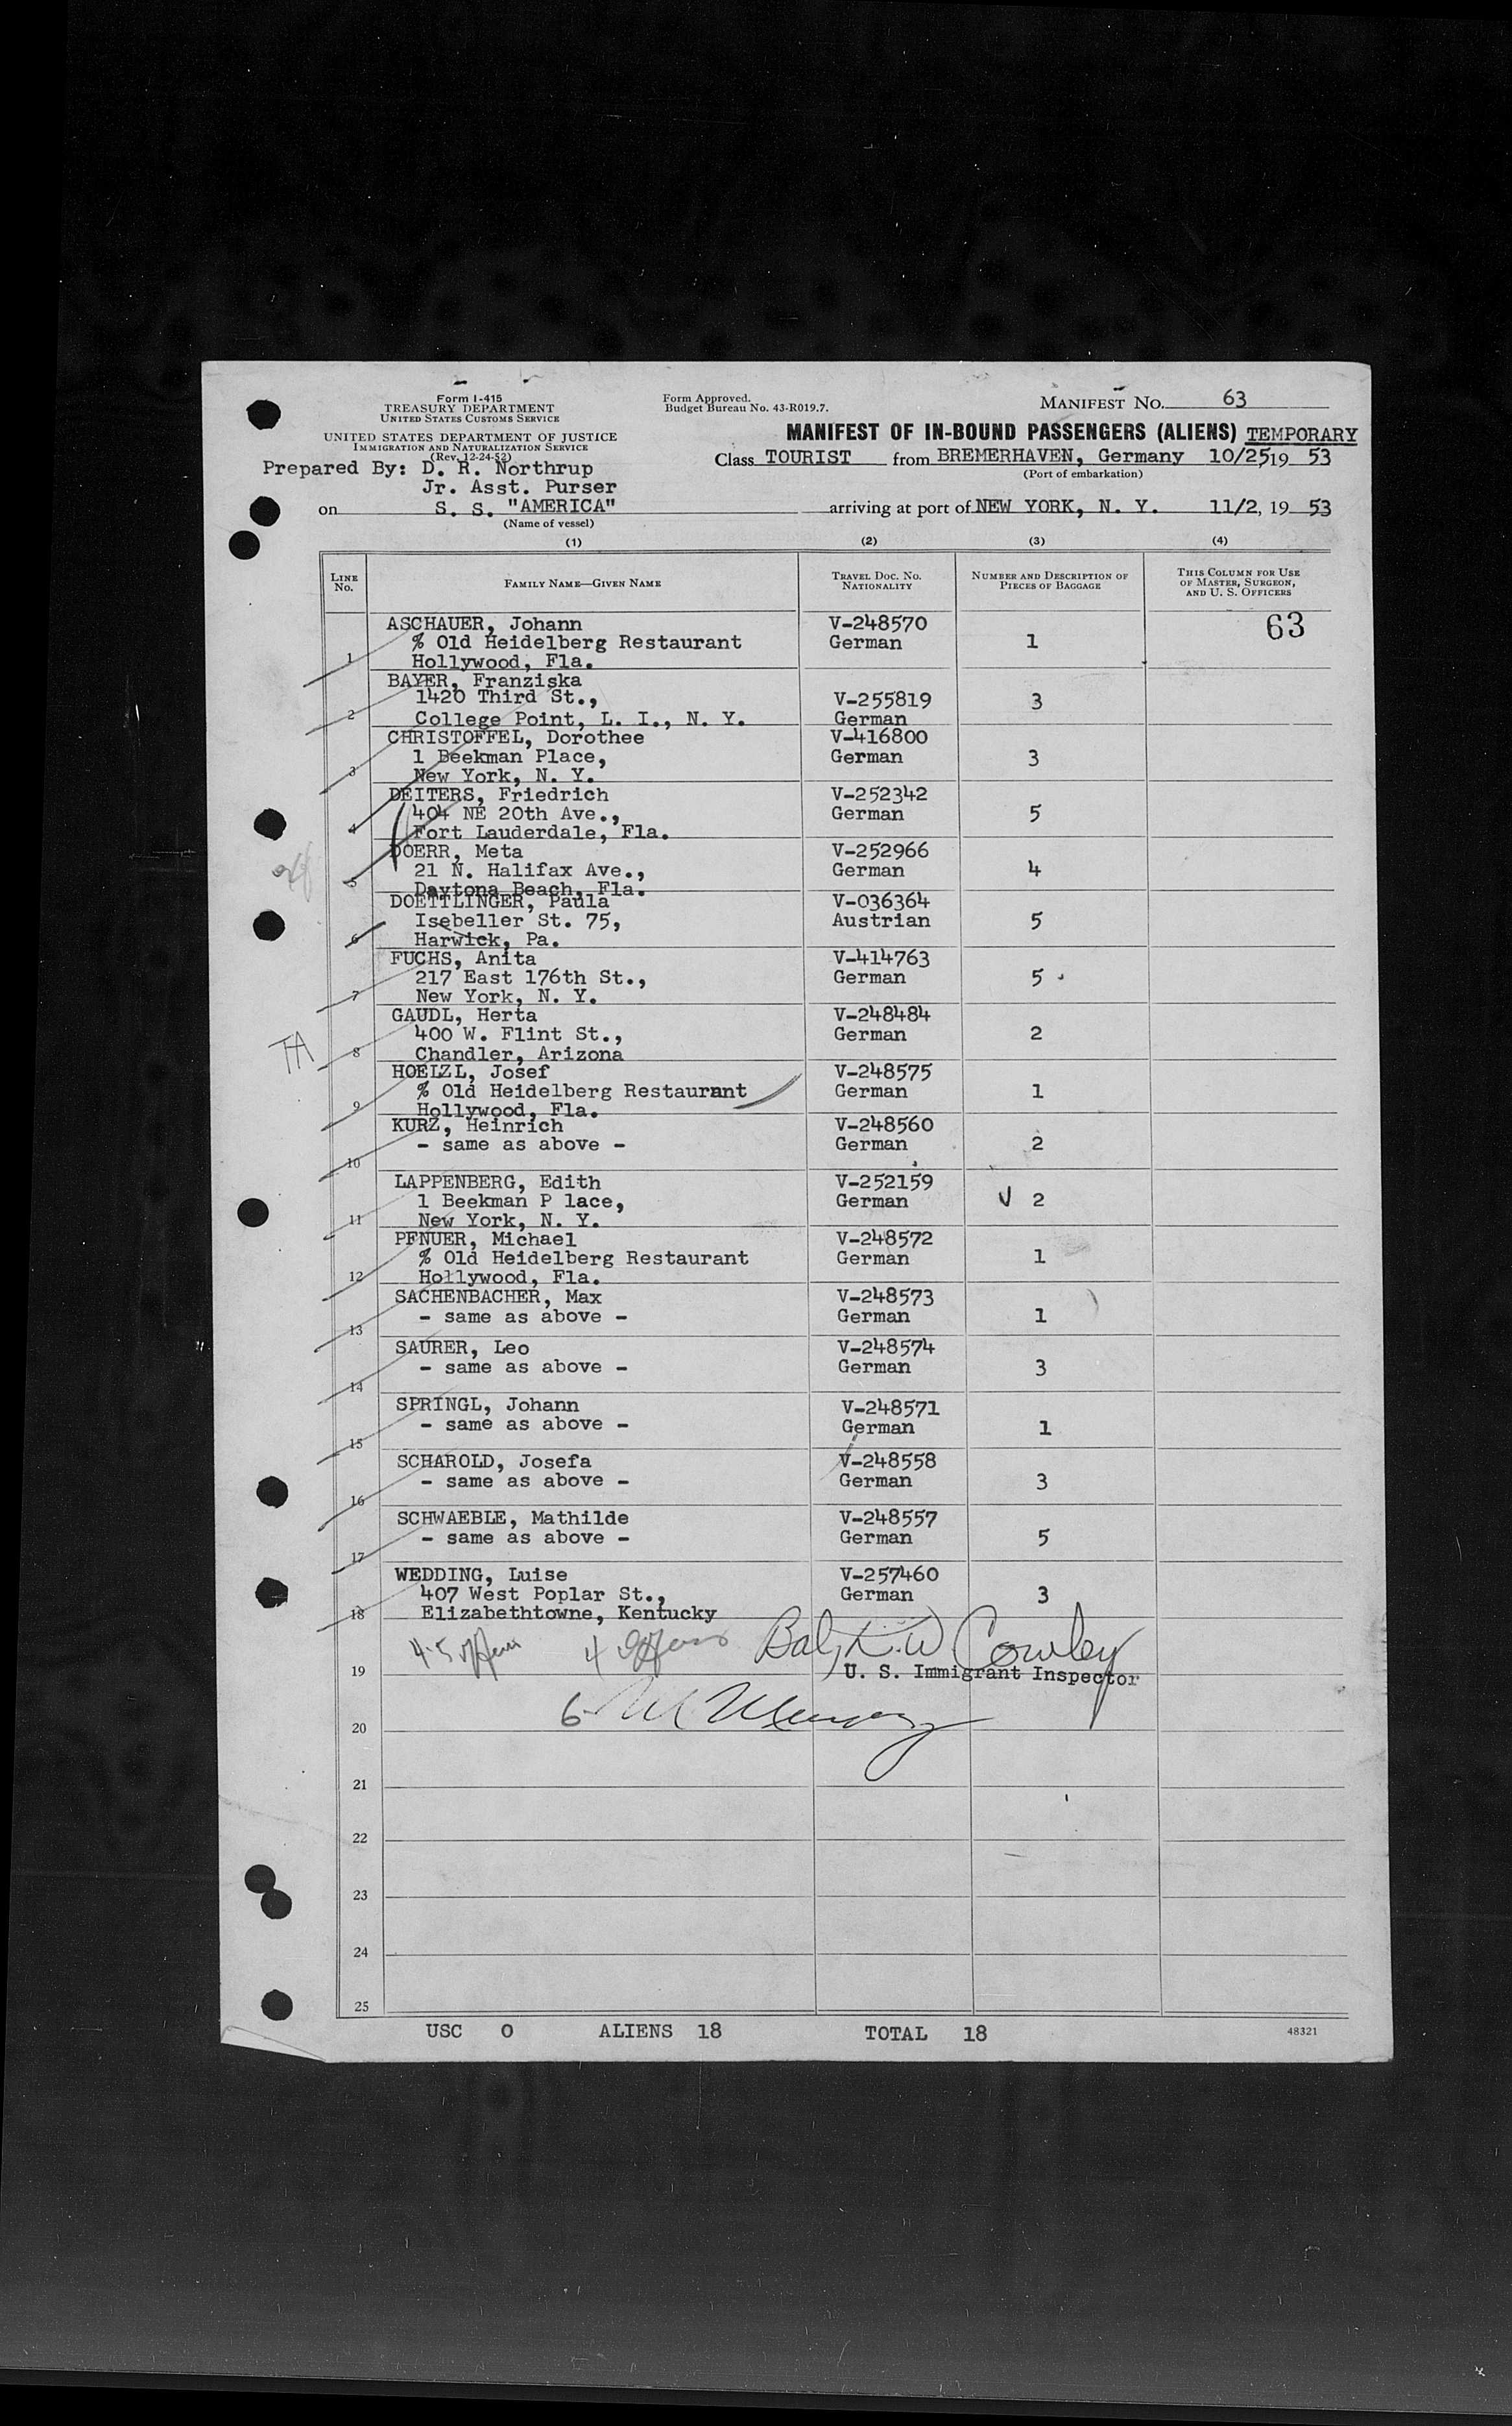 Form I-415
TREASURY DEPARTMENT
UNITED STATES CUSTOMS SERVICE
UNITED STATES DEPARTMENT OF JUSTICE
IMMIGRATION AND NATURALIZATION SERVICE
(Rev. 12-24-52)
Form Approved.
Budget Bureau No. 43-R019.7.
MANIFEST NO. 63
MANIFEST OF IN-BOUND PASSENGERS (ALIENS) TEMPORARY
Prepared By: D. R. Northrup
Jr. Asst. Purser
Class TOURIST from BREMERHAVEN, Germany 10/25 19 53
(Port of embarkation)
on S. S. "AMERICA"
(Name of vessel)
arriving at port of NEW YORK, N. Y. 11/2, 19 53
(1) (2) (3) (4)
LINE No. FAMILY NAME—GIVEN NAME TRAVEL DOC. NO. NATIONALITY NUMBER AND DESCRIPTION OF PIECES OF BAGGAGE THIS COLUMN FOR USE OF MASTER, SURGEON, AND U. S. OFFICERS
63
ASCHAUER, Johann V-248570
% Old Heidelberg Restaurant German 1
1 Hollywood, Fla.
BAYER, Franziska
1420 Third St., V-255819 3
2 College Point, L. I., N. Y. German
CHRISTOFFEL, Dorothee V-416800
1 Beekman Place, German 3
3 New York, N. Y.
DEITERS, Friedrich V-252342
404 NE 20th Ave., German 5
4 Fort Lauderdale, Fla.
DOERR, Meta V-252966
21 N. Halifax Ave., German 4
5 Daytona Beach, Fla.
DOETTLINGER, Paula V-036364
Isebeller St. 75, Austrian 5
6 Harwick, Pa.
FUCHS, Anita V-414763
217 East 176th St., German 5
7 New York, N. Y.
GAUDL, Herta V-248484
400 W. Flint St., German 2
TA
8 Chandler, Arizona
HOELZL, Josef V-248575
% Old Heidelberg Restaurant German 1
9 Hollywood, Fla.
KURZ, Heinrich V-248560
- same as above - German 2
10
LAPPENBERG, Edith V-252159
1 Beekman P lace, German 2
11 New York, N. Y.
PFNUER, Michael V-248572
% Old Heidelberg Restaurant German 1
12 Hollywood, Fla.
SACHENBACHER, Max V-248573
- same as above - German 1
13
SAURER, Leo V-248574
- same as above - German 3
14
SPRINGL, Johann V-248571
- same as above - German 1
15
SCHAROLD, Josefa V-248558
- same as above - German 3
16
SCHWAEBLE, Mathilde V-248557
- same as above - German 5
17
WEDDING, Luise V-257460
407 West Poplar St., German 3
18 Elizabethtowne, Kentucky
4-5 4 Bal, K. W. Cowley
19 U. S. Immigrant Inspector
6-
20
21
22
23
24
25
USC 0 ALIENS 18 TOTAL 18 48321